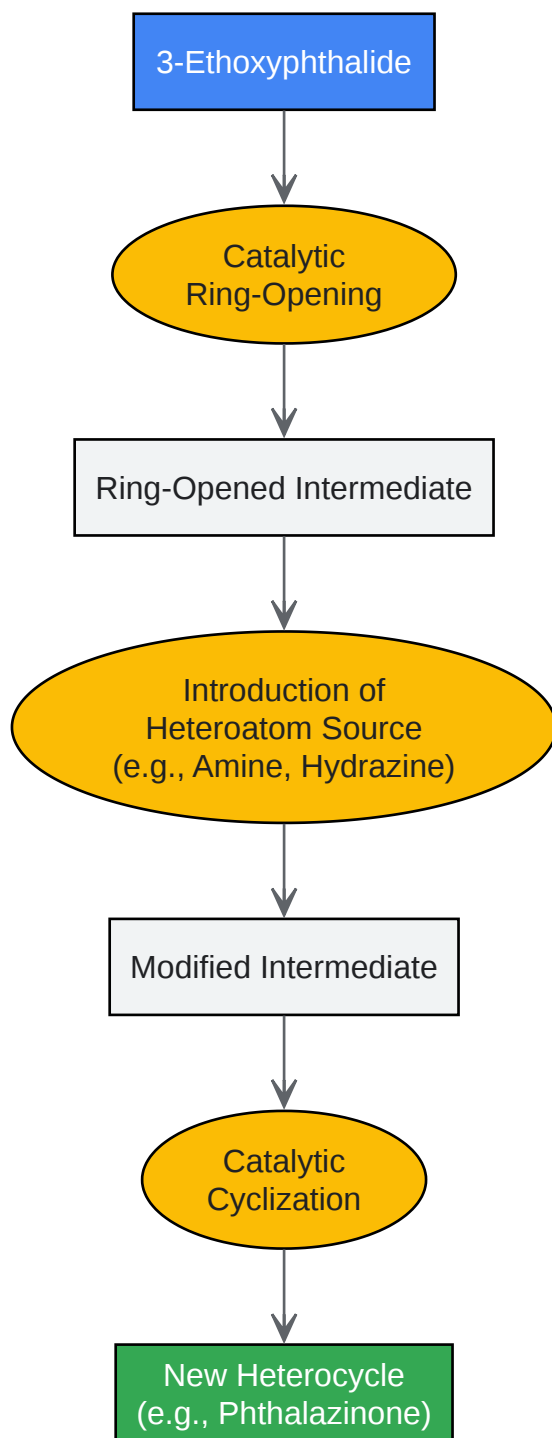 3-Ethoxyphthalide
Catalytic
Ring-Opening
Ring-Opened Intermediate
Introduction of
Heteroatom Source
(e.g., Amine, Hydrazine)
Modified Intermediate
Catalytic
Cyclization
New Heterocycle
(e.g., Phthalazinone)